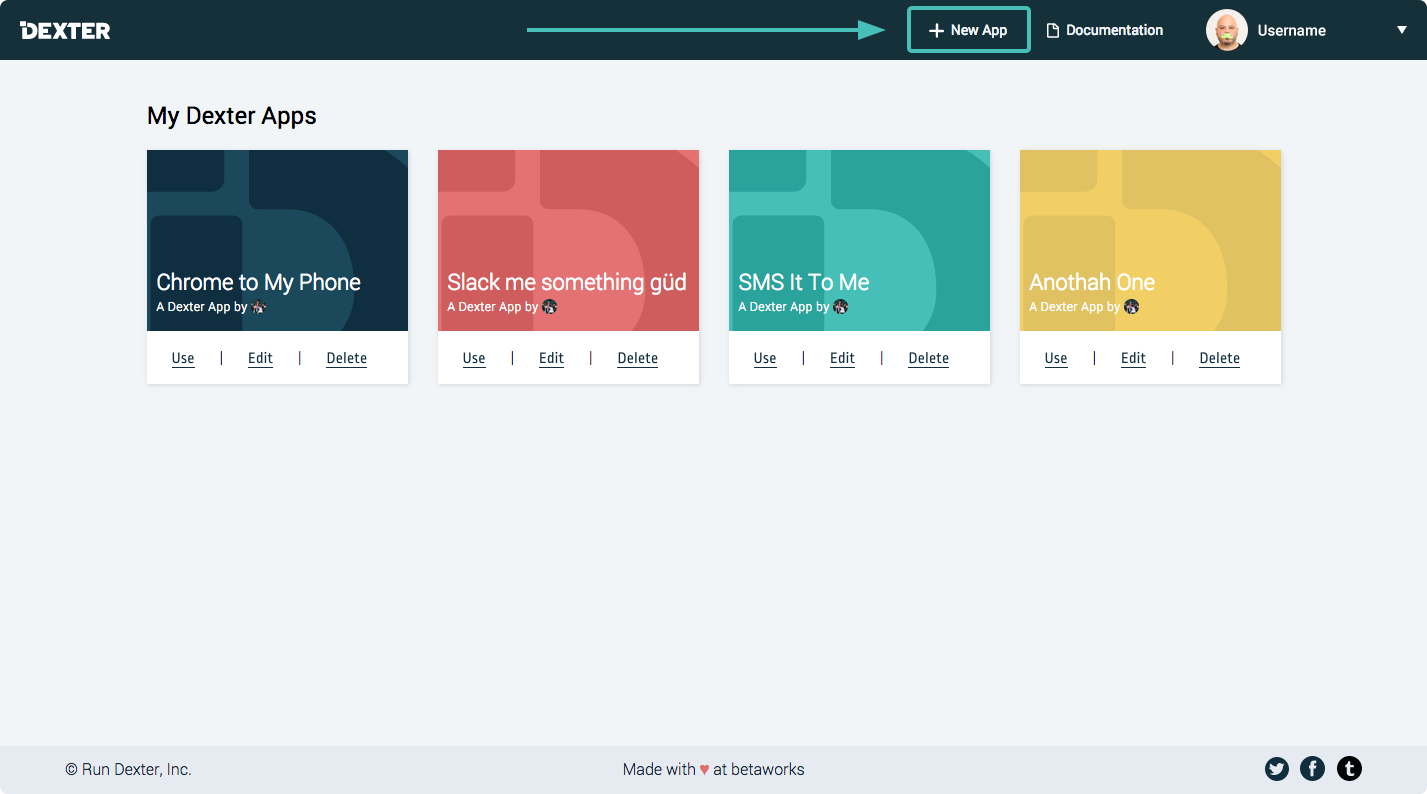 DEXTER
+ New App
Documentation
Username
My Dexter Apps
Chrome to My Phone
A Dexter App by
Use | Edit | Delete
Slack me something güd
A Dexter App by
Use | Edit | Delete
SMS It To Me
A Dexter App by
Use | Edit | Delete
Anothah One
A Dexter App by
Use | Edit | Delete
© Run Dexter, Inc.
Made with ♥ at betaworks